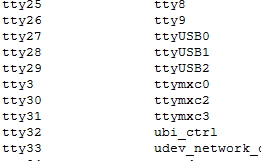 tty25 tty8
tty26 tty9
tty27 ttyUSB0
tty28 ttyUSB1
tty29 ttyUSB2
tty3 ttymxc0
tty30 ttymxc2
tty31 ttymxc3
tty32 ubi_ctrl
tty33 udev_network_